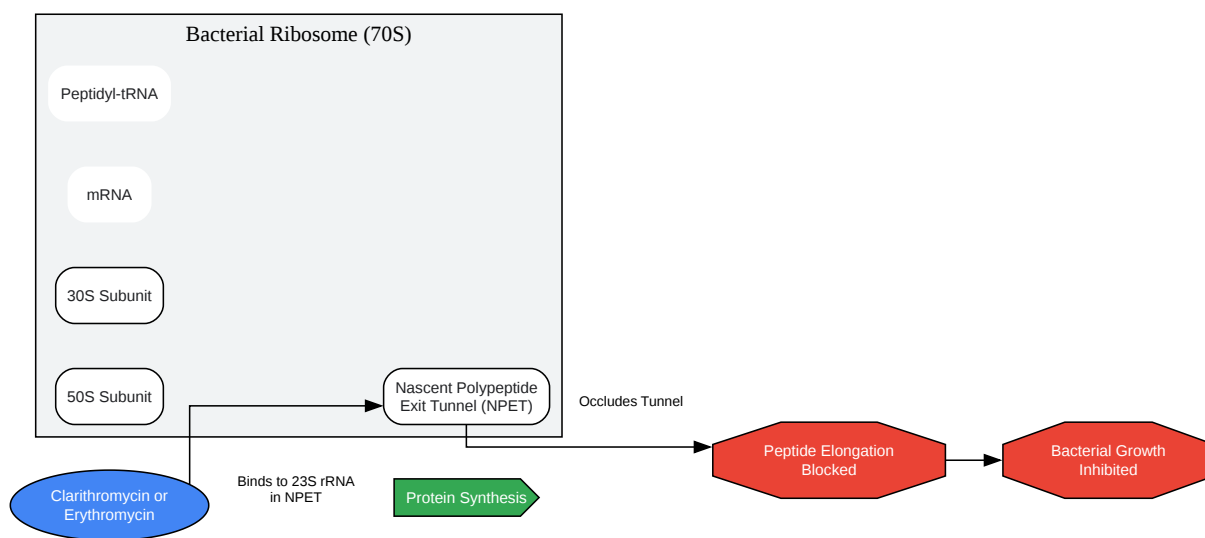 Bacterial Ribosome (70S)
Peptidyl-tRNA
mRNA
30S Subunit
50S Subunit
Nascent Polypeptide
Exit Tunnel (NPET)
Occludes Tunnel
Peptide Elongation
Blocked
Bacterial Growth
Inhibited
Clarithromycin or
Erythromycin
Binds to 23S rRNA
in NPET
Protein Synthesis